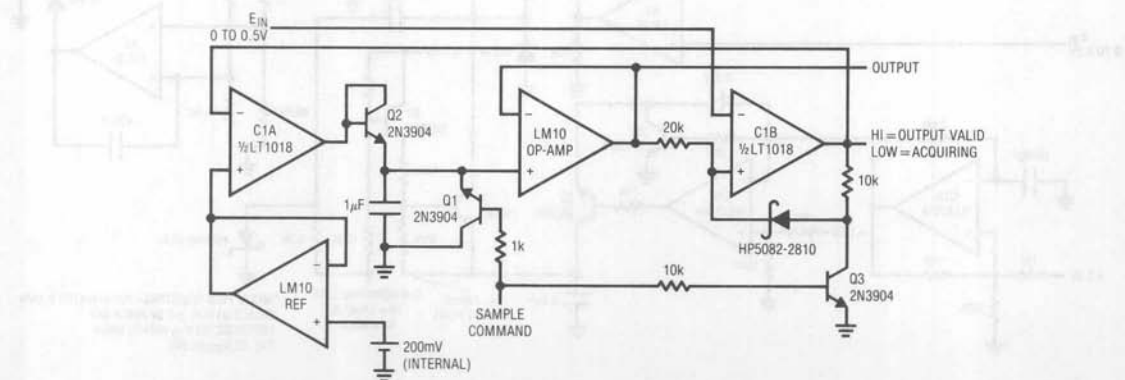 E_IN
0 TO 0.5V
−
C1A
½LT1018
+
Q2
2N3904
1µF
Q1
2N3904
1k
−
LM10
OP-AMP
+
OUTPUT
20k
−
C1B
½LT1018
+
HI = OUTPUT VALID
LOW = ACQUIRING
10k
HP5082-2810
−
LM10
REF
+
200mV
(INTERNAL)
SAMPLE
COMMAND
10k
Q3
2N3904